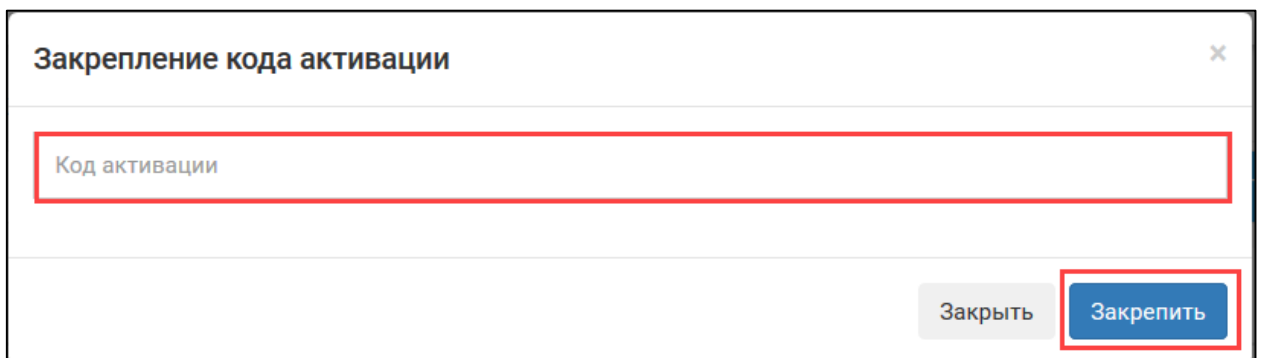 Закрепление кода активации
×
Код активации
Закрыть
Закрепить